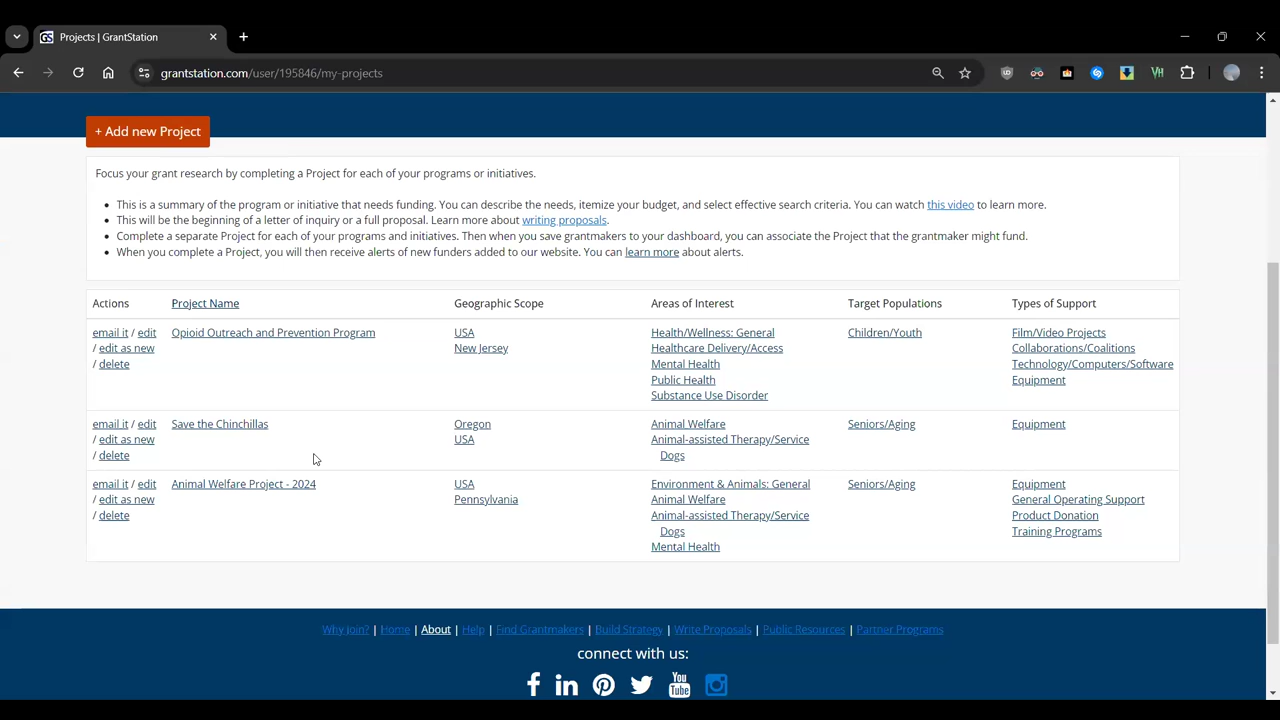 Projects | GrantStation
grantstation.com/user/195846/my-projects
+ Add new Project
Focus your grant research by completing a Project for each of your programs or initiatives.
This is a summary of the program or initiative that needs funding. You can describe the needs, itemize your budget, and select effective search criteria. You can watch this video to learn more.
This will be the beginning of a letter of inquiry or a full proposal. Learn more about writing proposals.
Complete a separate Project for each of your programs and initiatives. Then when you save grantmakers to your dashboard, you can associate the Project that the grantmaker might fund.
When you complete a Project, you will then receive alerts of new funders added to our website. You can learn more about alerts.
Actions Project Name Geographic Scope Areas of Interest Target Populations Types of Support
email it / edit Opioid Outreach and Prevention Program USA Health/Wellness: General Children/Youth Film/Video Projects
/ edit as new New Jersey Healthcare Delivery/Access Collaborations/Coalitions
/ delete Mental Health Technology/Computers/Software
Public Health Equipment
Substance Use Disorder
email it / edit Save the Chinchillas Oregon Animal Welfare Seniors/Aging Equipment
/ edit as new USA Animal-assisted Therapy/Service
/ delete Dogs
email it / edit Animal Welfare Project - 2024 USA Environment & Animals: General Seniors/Aging Equipment
/ edit as new Pennsylvania Animal Welfare General Operating Support
/ delete Animal-assisted Therapy/Service Product Donation
Dogs Training Programs
Mental Health
Why Join? | Home | About | Help | Find Grantmakers | Build Strategy | Write Proposals | Public Resources | Partner Programs
connect with us:
You Tube